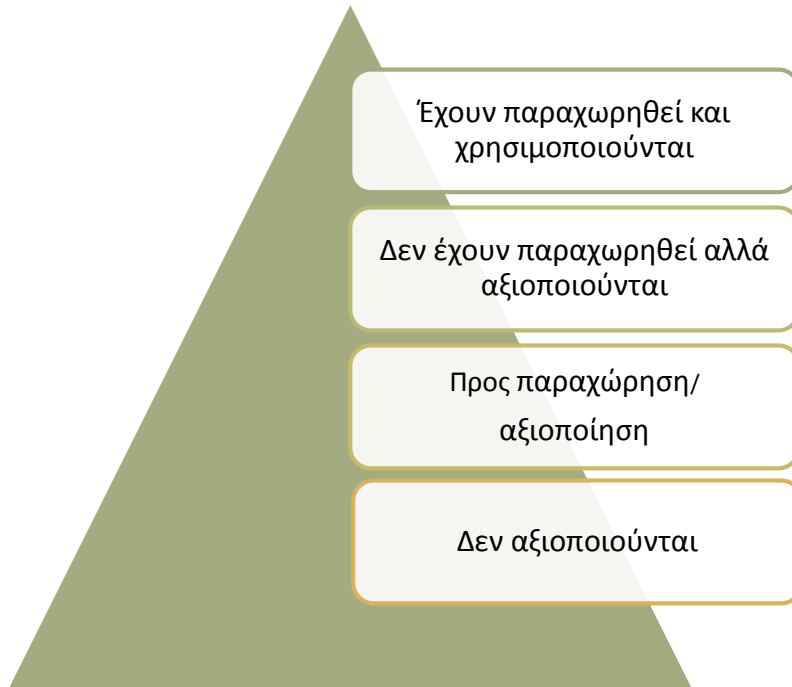 Έχουν παραχωρηθεί και
χρησιμοποιούνται
Δεν έχουν παραχωρηθεί αλλά
αξιοποιούνται
Προς παραχώρηση/
αξιοποίηση
Δεν αξιοποιούνται